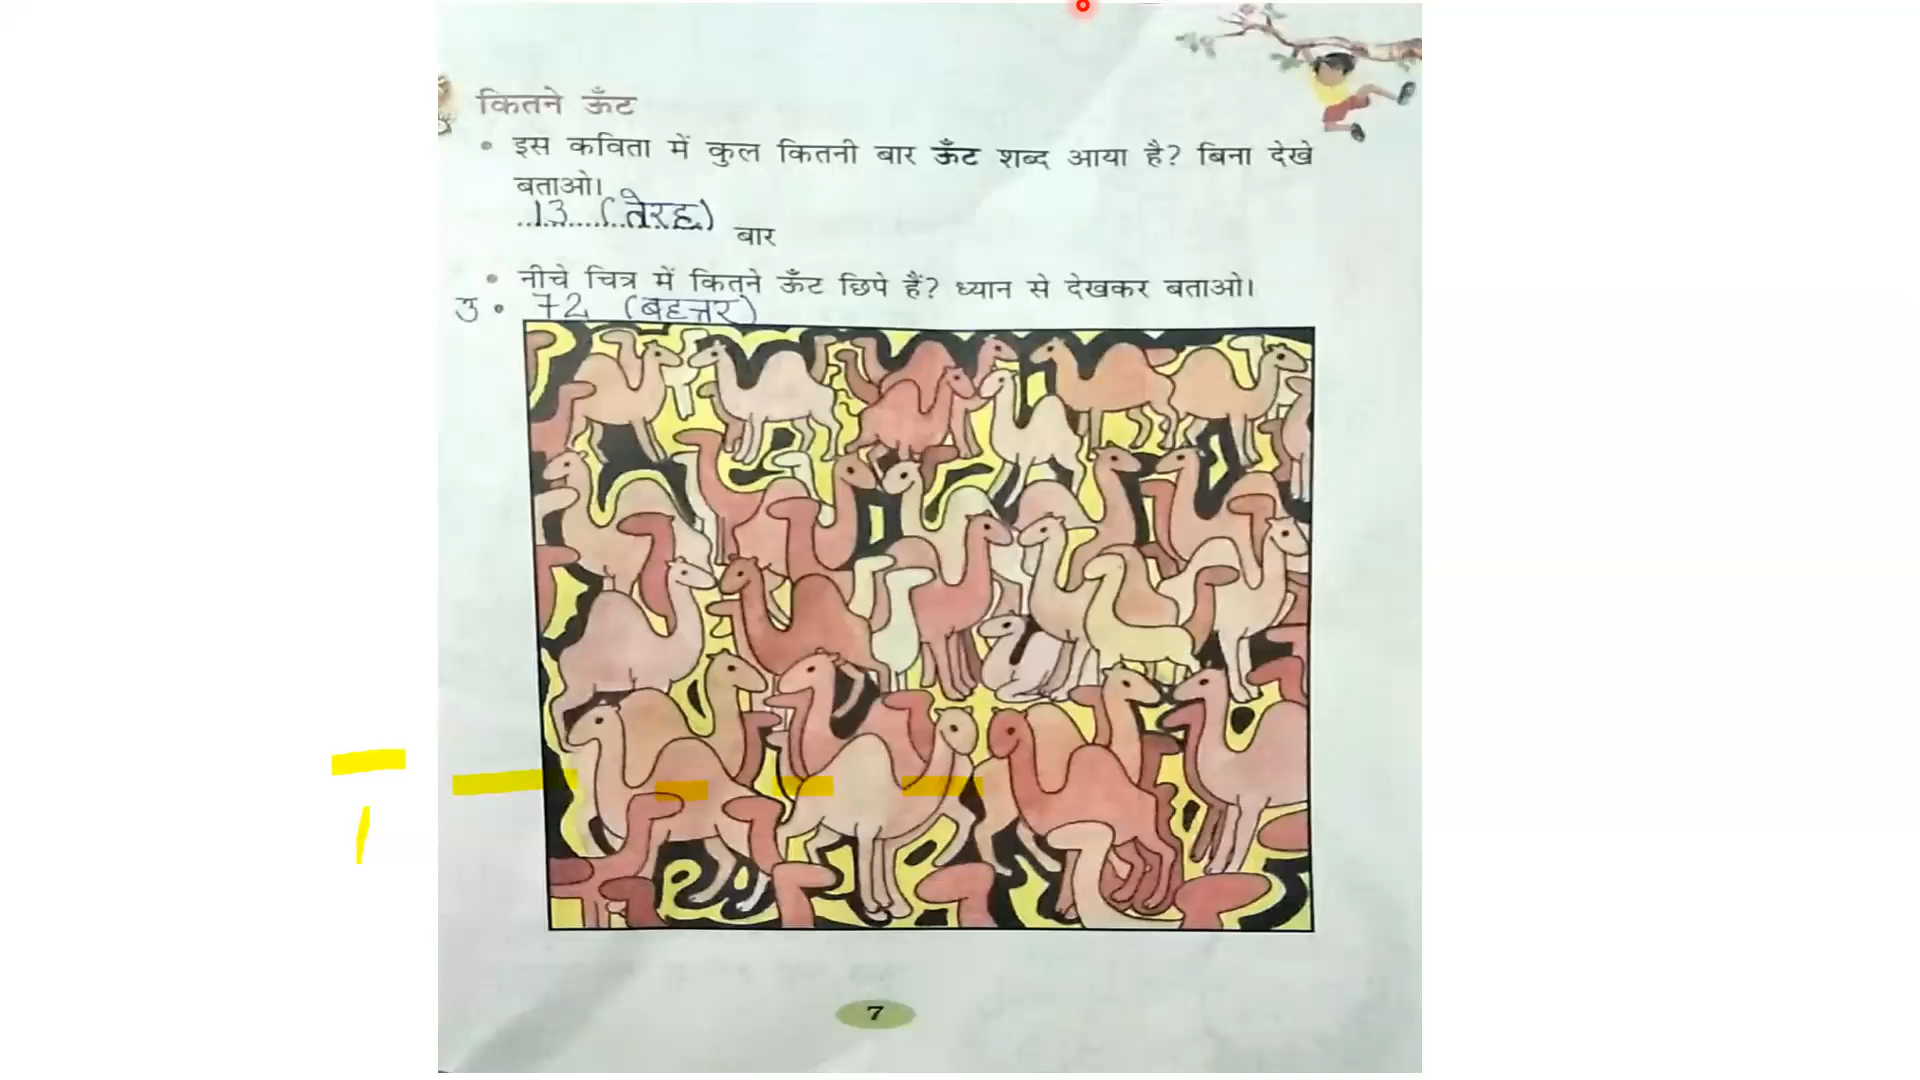 कितने ऊँट
• इस कविता में कुल कितनी बार ऊँट शब्द आया है? बिना देखे
बताओ।
13 (तेरह)
बार
• नीचे चित्र में कितने ऊँट छिपे हैं? ध्यान से देखकर बताओ।
उ• 72 (बहत्तर)
7